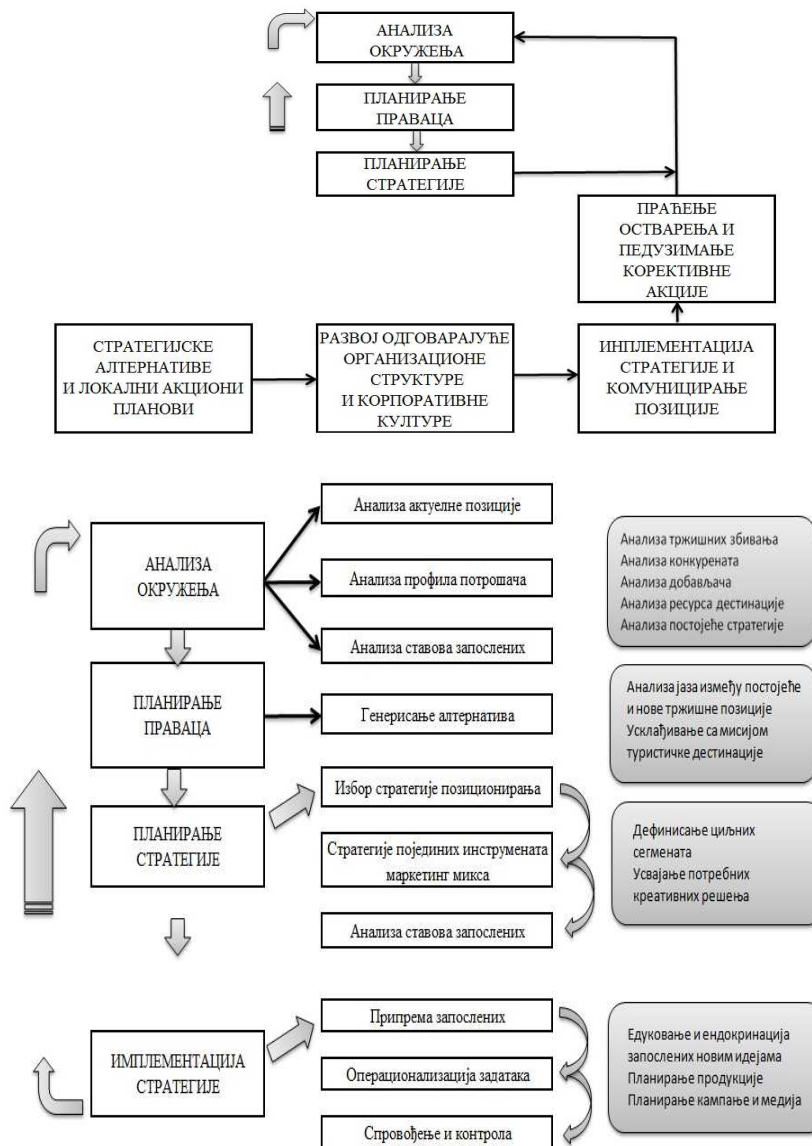 АНАЛИЗА
ОКРУЖЕЊА
ПЛАНИРАЊЕ
ПРАВАЦА
ПЛАНИРАЊЕ
СТРАТЕГИЈЕ
ПРАЋЕЊЕ
ОСТВАРЕЊА И
ПЕДУЗИМАЊЕ
КОРЕКТИВНЕ
АКЦИЈЕ
СТРАТЕГИЈСКЕ
АЛТЕРНАТИВЕ
И ЛОКАЛНИ АКЦИОНИ
ПЛАНОВИ
РАЗВОЈ ОДГОВАРАЈУЋЕ
ОРГАНИЗАЦИОНЕ
СТРУКТУРЕ
И КОРПОРАТИВНЕ
КУЛТУРЕ
ИНПЛЕМЕНТАЦИЈА
СТРАТЕГИЈЕ И
КОМУНИЦИРАЊЕ
ПОЗИЦИЈЕ
АНАЛИЗА
ОКРУЖЕЊА
Анализа актуелне позиције
Анализа профила потрошача
Анализа ставова запослених
Анализа тржишних збивања
Анализа конкурената
Анализа добављача
Анализа ресурса дестинације
Анализа постојеће стратегије
ПЛАНИРАЊЕ
ПРАВАЦА
Генерисање алтернатива
Анализа јаза између постојеће
и нове тржишне позиције
Усклађивање са мисијом
туристичке дестинације
ПЛАНИРАЊЕ
СТРАТЕГИЈЕ
Избор стратегије позиционирања
Стратегије појединих инструмената
маркетинг микса
Анализа ставова запослених
Дефинисање циљних
сегмената
Усвајање потребних
креативних решења
ИМПЛЕМЕНТАЦИЈА
СТРАТЕГИЈЕ
Припрема запослених
Операционализација задатака
Спровођење и контрола
Едуковање и ендокринација
запослених новим идејама
Планирање продукције
Планирање кампање и медија